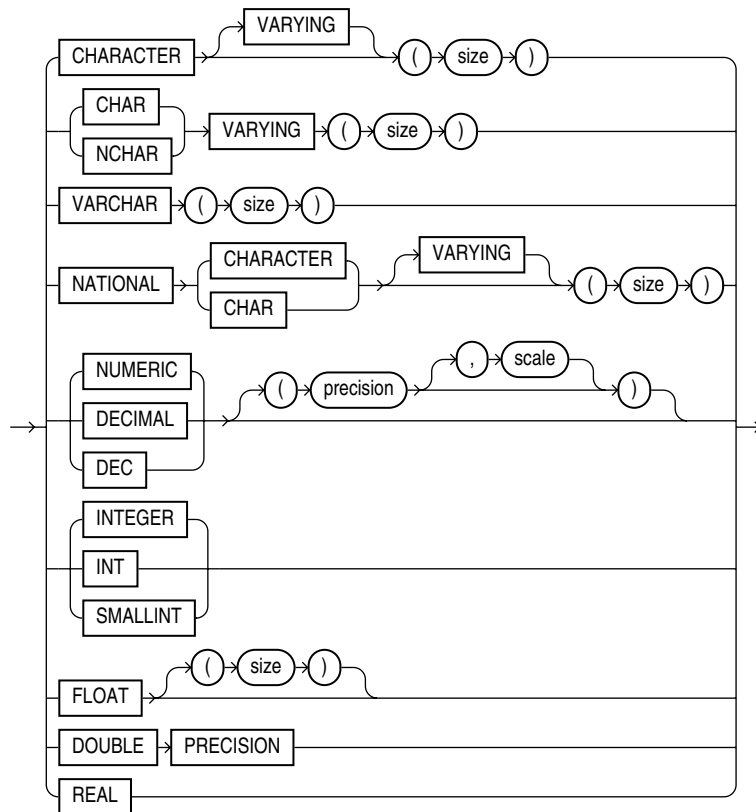 VARYING
CHARACTER ( size )
CHAR
VARYING ( size )
NCHAR
VARCHAR ( size )
CHARACTER VARYING
NATIONAL ( size )
CHAR
NUMERIC , scale
( precision )
DECIMAL
DEC
INTEGER
INT
SMALLINT
( size )
FLOAT
DOUBLE PRECISION
REAL